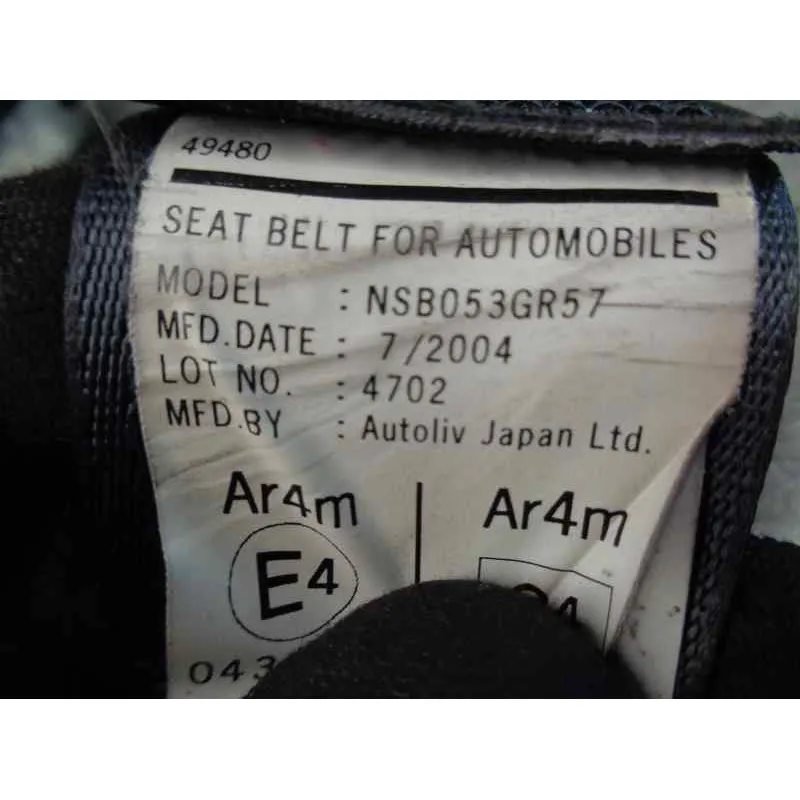 49480
SEAT BELT FOR AUTOMOBILES
MODEL : NSB053GR57
MFD.DATE : 7/2004
LOT NO. : 4702
MFD.BY : Autoliv Japan Ltd.
Ar4m Ar4m
E4
043